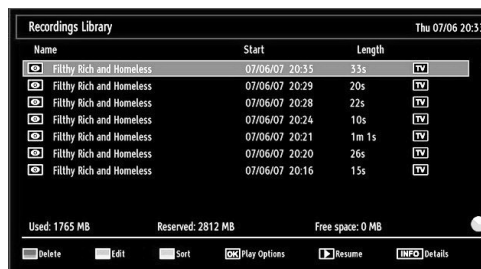 Recordings Library Thu 07/06 20:3
Name Start Length
Filthy Rich and Homeless 07/06/07 20:35 33s TV
Filthy Rich and Homeless 07/06/07 20:29 20s TV
Filthy Rich and Homeless 07/06/07 20:28 22s TV
Filthy Rich and Homeless 07/06/07 20:24 10s TV
Filthy Rich and Homeless 07/06/07 20:21 1m 1s TV
Filthy Rich and Homeless 07/06/07 20:20 26s TV
Filthy Rich and Homeless 07/06/07 20:16 15s TV
Used: 1765 MB Reserved: 2812 MB Free space: 0 MB
Delete Edit Sort OK Play Options Resume INFO Details